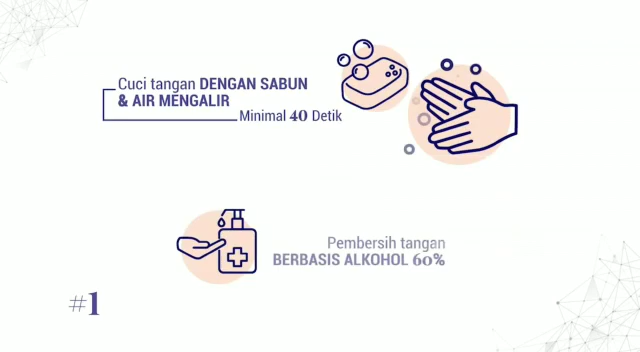 Cuci tangan DENGAN SABUN
& AIR MENGALIR
Minimal 40 Detik
Pembersih tangan
BERBASIS ALKOHOL 60%
#1